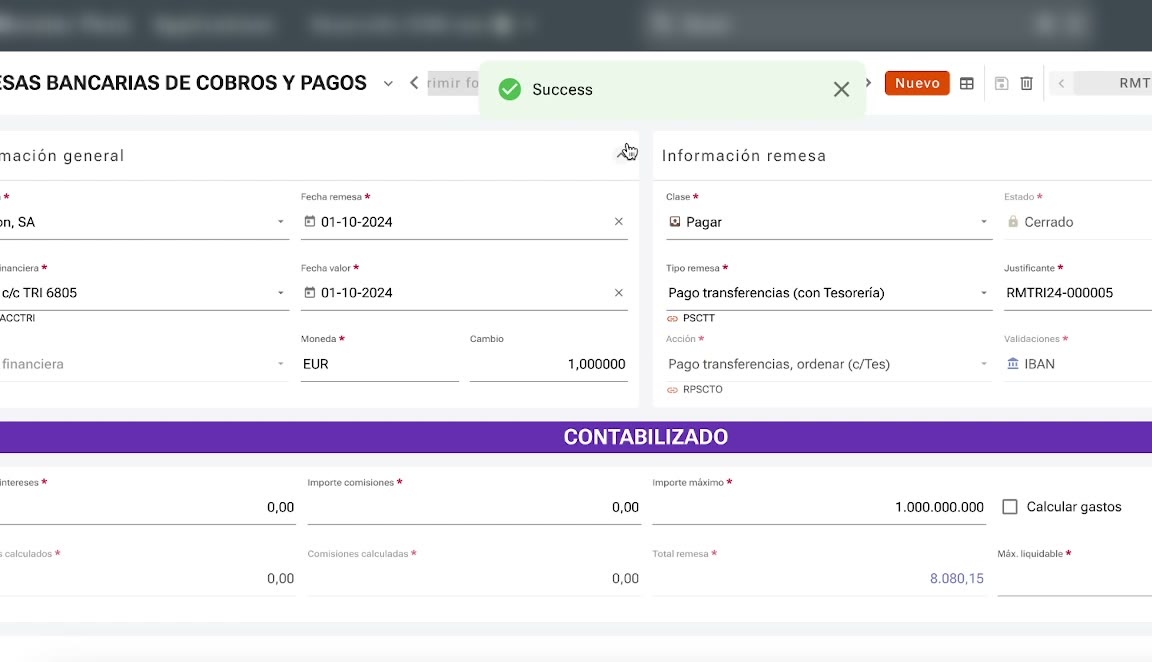 ESAS BANCARIAS DE COBROS Y PAGOS
rimir fo
Success
Nuevo
RMT
mación general
Información remesa
*
on, SA
Fecha remesa *
01-10-2024
Clase *
Pagar
Estado *
Cerrado
inanciera *
c/c TRI 6805
ACCTRI
Fecha valor *
01-10-2024
Tipo remesa *
Pago transferencias (con Tesorería)
PSCTT
Justificante *
RMTRI24-000005
financiera
Moneda *
EUR
Cambio
1,000000
Acción *
Pago transferencias, ordenar (c/Tes)
RPSCTO
Validaciones *
IBAN
CONTABILIZADO
intereses *
0,00
Importe comisiones *
0,00
Importe máximo *
1.000.000.000
Calcular gastos
s calculados *
0,00
Comisiones calculadas *
0,00
Total remesa *
8.080,15
Máx. liquidable *